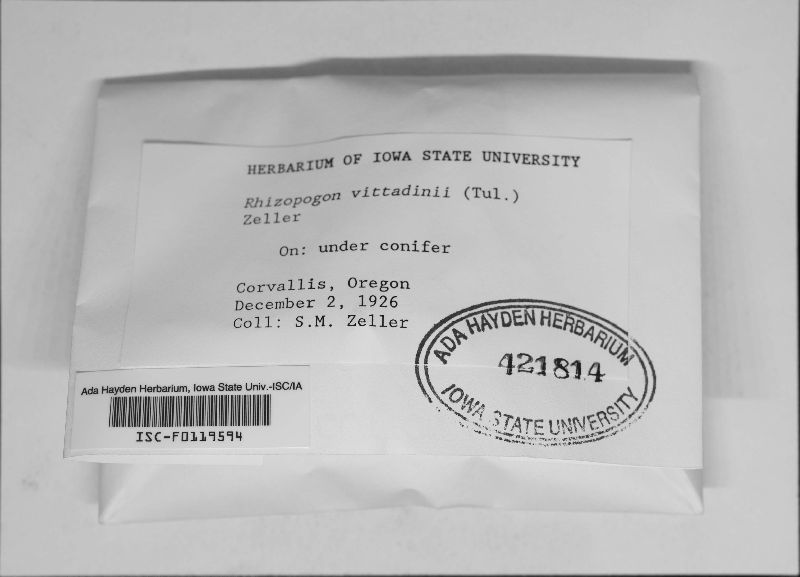 HERBARIUM OF IOWA STATE UNIVERSITY
Rhizopogon vittadinii (Tul.)
Zeller
On: under conifer
Corvallis, Oregon
December 2, 1926
Coll: S.M. Zeller
ADA HAYDEN HERBARIUM
421814
IOWA STATE UNIVERSITY
Ada Hayden Herbarium, Iowa State Univ.-ISC/IA
ISC-F0119594